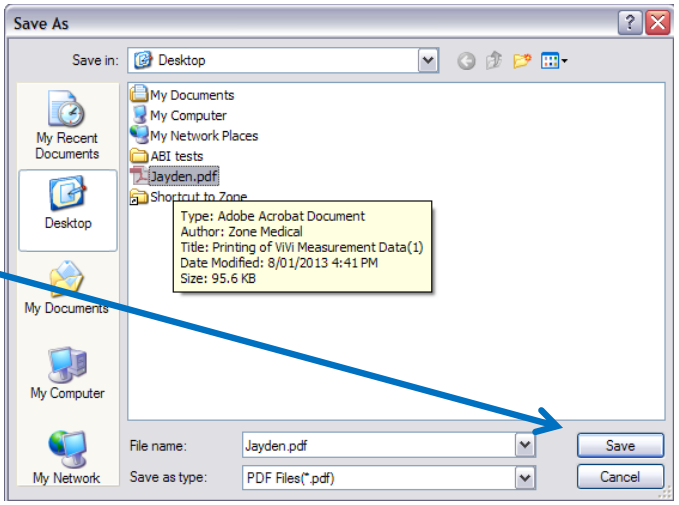 Save As
Save in:
Desktop
My Recent
Documents
Desktop
My Documents
My Computer
My Network
My Documents
My Computer
My Network Places
ABI tests
Jayden.pdf
Shortcut to Zone
Type: Adobe Acrobat Document
Author: Zone Medical
Title: Printing of ViVi Measurement Data(1)
Date Modified: 8/01/2013 4:41 PM
Size: 95.6 KB
File name:
Jayden.pdf
Save
Save as type:
PDF Files(*.pdf)
Cancel